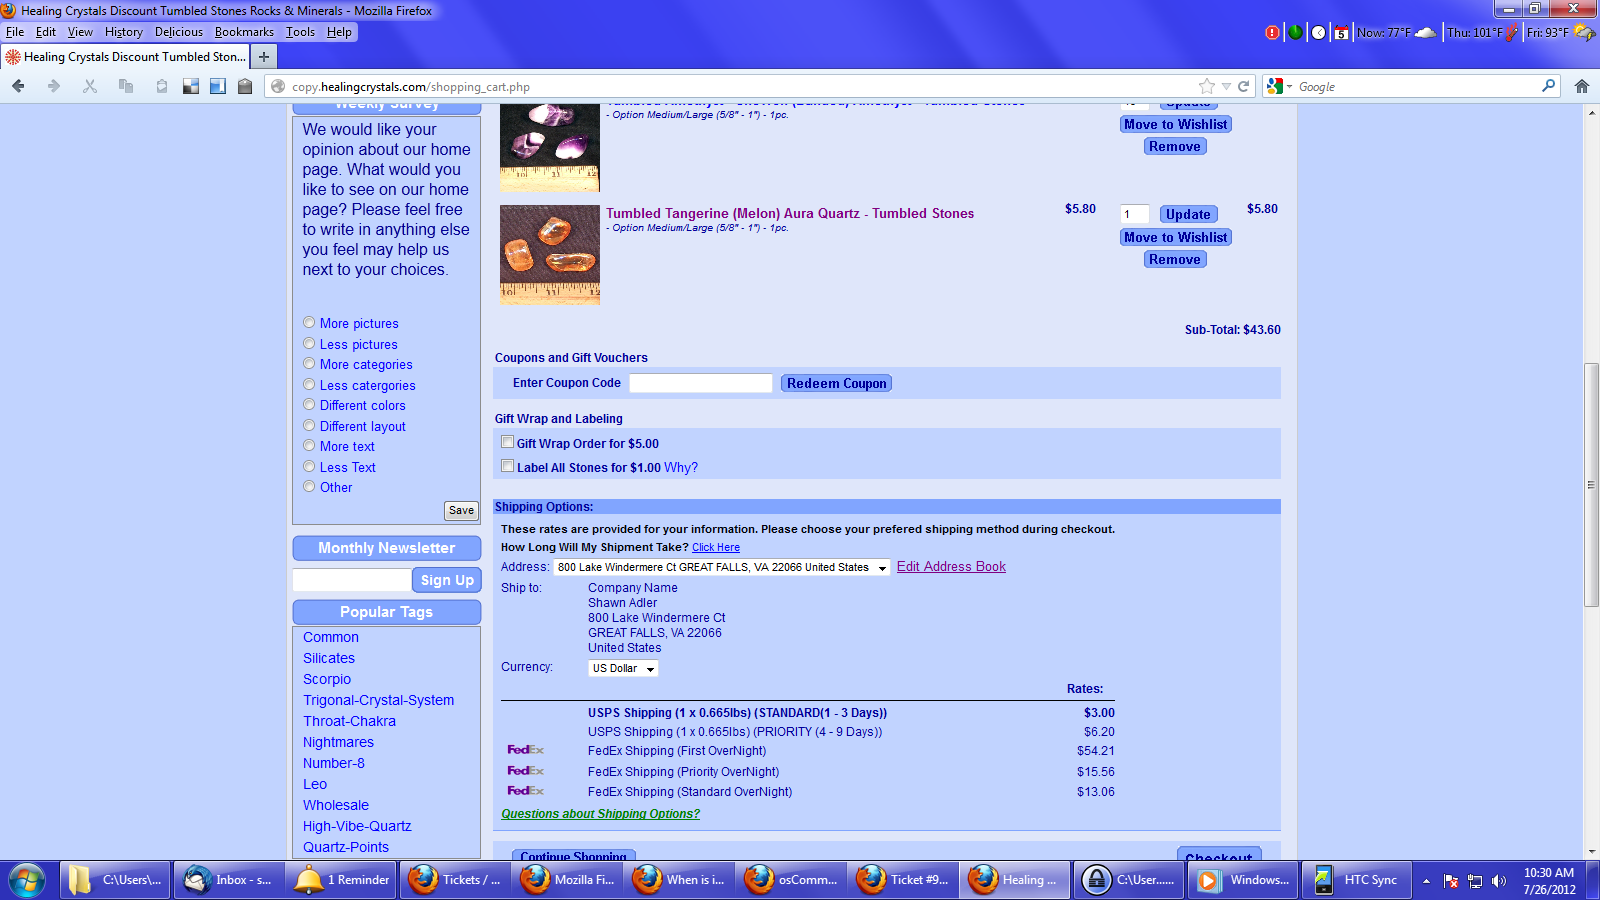 Healing Crystals Discount Tumbled Stones Rocks & Minerals - Mozilla Firefox
File Edit View History Delicious Bookmarks Tools Help
5 Now: 77°F Thu: 101°F Fri: 93°F
Healing Crystals Discount Tumbled Ston...
copy.healingcrystals.com/shopping_cart.php
Google
Weekly Survey
We would like your
opinion about our home
page. What would you
like to see on our home
page? Please feel free
to write in anything else
you feel may help us
next to your choices.
More pictures
Less pictures
More categories
Less catergories
Different colors
Different layout
More text
Less Text
Other
Save
Monthly Newsletter
Sign Up
Popular Tags
Common
Silicates
Scorpio
Trigonal-Crystal-System
Throat-Chakra
Nightmares
Number-8
Leo
Wholesale
High-Vibe-Quartz
Quartz-Points
Tumbled Amethyst - Chevron (Banded) Amethyst - Tumbled Stones
- Option Medium/Large (5/8" - 1") - 1pc.
Update
Move to Wishlist
Remove
10 11 12
Tumbled Tangerine (Melon) Aura Quartz - Tumbled Stones
- Option Medium/Large (5/8" - 1") - 1pc.
$5.80 1 Update $5.80
Move to Wishlist
Remove
10 11 12
Sub-Total: $43.60
Coupons and Gift Vouchers
Enter Coupon Code Redeem Coupon
Gift Wrap and Labeling
Gift Wrap Order for $5.00
Label All Stones for $1.00 Why?
Shipping Options:
These rates are provided for your information. Please choose your prefered shipping method during checkout.
How Long Will My Shipment Take? Click Here
Address: 800 Lake Windermere Ct GREAT FALLS, VA 22066 United States Edit Address Book
Ship to: Company Name
Shawn Adler
800 Lake Windermere Ct
GREAT FALLS, VA 22066
United States
Currency: US Dollar
Rates:
USPS Shipping (1 x 0.665lbs) (STANDARD(1 - 3 Days)) $3.00
USPS Shipping (1 x 0.665lbs) (PRIORITY (4 - 9 Days)) $6.20
FedEx FedEx Shipping (First OverNight) $54.21
FedEx FedEx Shipping (Priority OverNight) $15.56
FedEx FedEx Shipping (Standard OverNight) $13.06
Questions about Shipping Options?
Continue Shopping Checkout
C:\Users\... Inbox - s... 1 Reminder Tickets / ... Mozilla Fi... When is i... osComm... Ticket #9... Healing ... C:\User..... Windows... HTC Sync
10:30 AM
7/26/2012